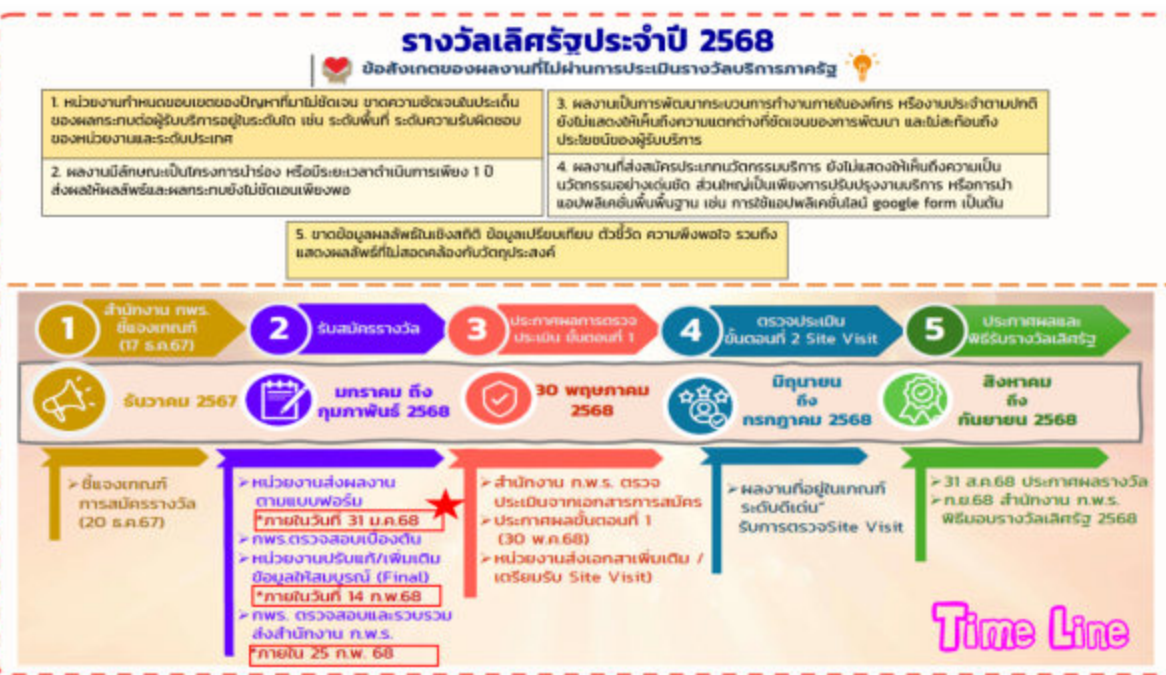 รางวัลเลิศรัฐประจำปี 2568
ข้อสังเกตของผลงานที่ไม่ผ่านการประเมินรางวัลบริการภาครัฐ
1. หน่วยงานกำหนดขอบเขตของปัญหาที่มาไม่ชัดเจน ขาดความชัดเจนในประเด็น
ของผลกระทบต่อผู้รับบริการอยู่ในระดับใด เช่น ระดับพื้นที่ ระดับความรับผิดชอบ
ของหน่วยงานและระดับประเทศ
2. ผลงานมีลักษณะเป็นโครงการนำร่อง หรือมีระยะเวลาดำเนินการเพียง 1 ปี
ส่งผลให้ผลลัพธ์และผลกระทบยังไม่ชัดเจนเพียงพอ
3. ผลงานเป็นการพัฒนากระบวนการทำงานภายในองค์กร หรืองานประจำตามปกติ
ยังไม่แสดงให้เห็นถึงความแตกต่างที่ชัดเจนของการพัฒนา และไม่สะท้อนถึง
ประโยชน์ของผู้รับบริการ
4. ผลงานที่ส่งสมัครประเภทนวัตกรรมบริการ ยังไม่แสดงให้เห็นถึงความเป็น
นวัตกรรมอย่างเด่นชัด ส่วนใหญ่เป็นเพียงการปรับปรุงงานบริการ หรือการนำ
แอปพลิเคชั่นพื้นพื้นฐาน เช่น การใช้แอปพลิเคชั่นไลน์ google form เป็นต้น
5. ขาดข้อมูลผลลัพธ์ในเชิงสถิติ ข้อมูลเปรียบเทียบ ตัวชี้วัด ความพึงพอใจ รวมถึง
แสดงผลลัพธ์ที่ไม่สอดคล้องกับวัตถุประสงค์
1
สำนักงาน กพร.
ชี้แจงเกณฑ์
(17 ธ.ค.67)
2
รับสมัครรางวัล
3
ประกาศผลการตรวจ
ประเมิน ขั้นตอนที่ 1
4
ตรวจประเมิน
ขั้นตอนที่ 2 Site Visit
5
ประกาศผลและ
พิธีรับรางวัลเลิศรัฐ
ธันวาคม 2567
มกราคม ถึง
กุมภาพันธ์ 2568
30 พฤษภาคม
2568
มิถุนายน
ถึง
กรกฎาคม 2568
สิงหาคม
ถึง
กันยายน 2568
➢ชี้แจงเกณฑ์
การสมัครรางวัล
(20 ธ.ค.67)
➢หน่วยงานส่งผลงาน
ตามแบบฟอร์ม
*ภายในวันที่ 31 ม.ค.68
➢กพร.ตรวจสอบเบื้องต้น
➢หน่วยงานปรับแก้/เพิ่มเติม
ข้อมูลให้สมบูรณ์ (Final)
*ภายในวันที่ 14 ก.พ.68
➢กพร. ตรวจสอบและรวบรวม
ส่งสำนักงาน ก.พ.ร.
*ภายใน 25 ก.พ. 68
➢สำนักงาน ก.พ.ร. ตรวจ
ประเมินจากเอกสารการสมัคร
➢ประกาศผลขั้นตอนที่ 1
(30 พ.ค.68)
➢หน่วยงานส่งเอกสาเพิ่มเติม /
เตรียมรับ Site Visit)
➢ผลงานที่อยู่ในเกณฑ์
ระดับดีเด่น"
รับการตรวจSite Visit
➢31 ส.ค.68 ประกาศผลรางวัล
➢ก.ย.68 สำนักงาน ก.พ.ร.
พิธีมอบรางวัลเลิศรัฐ 2568
Time Line